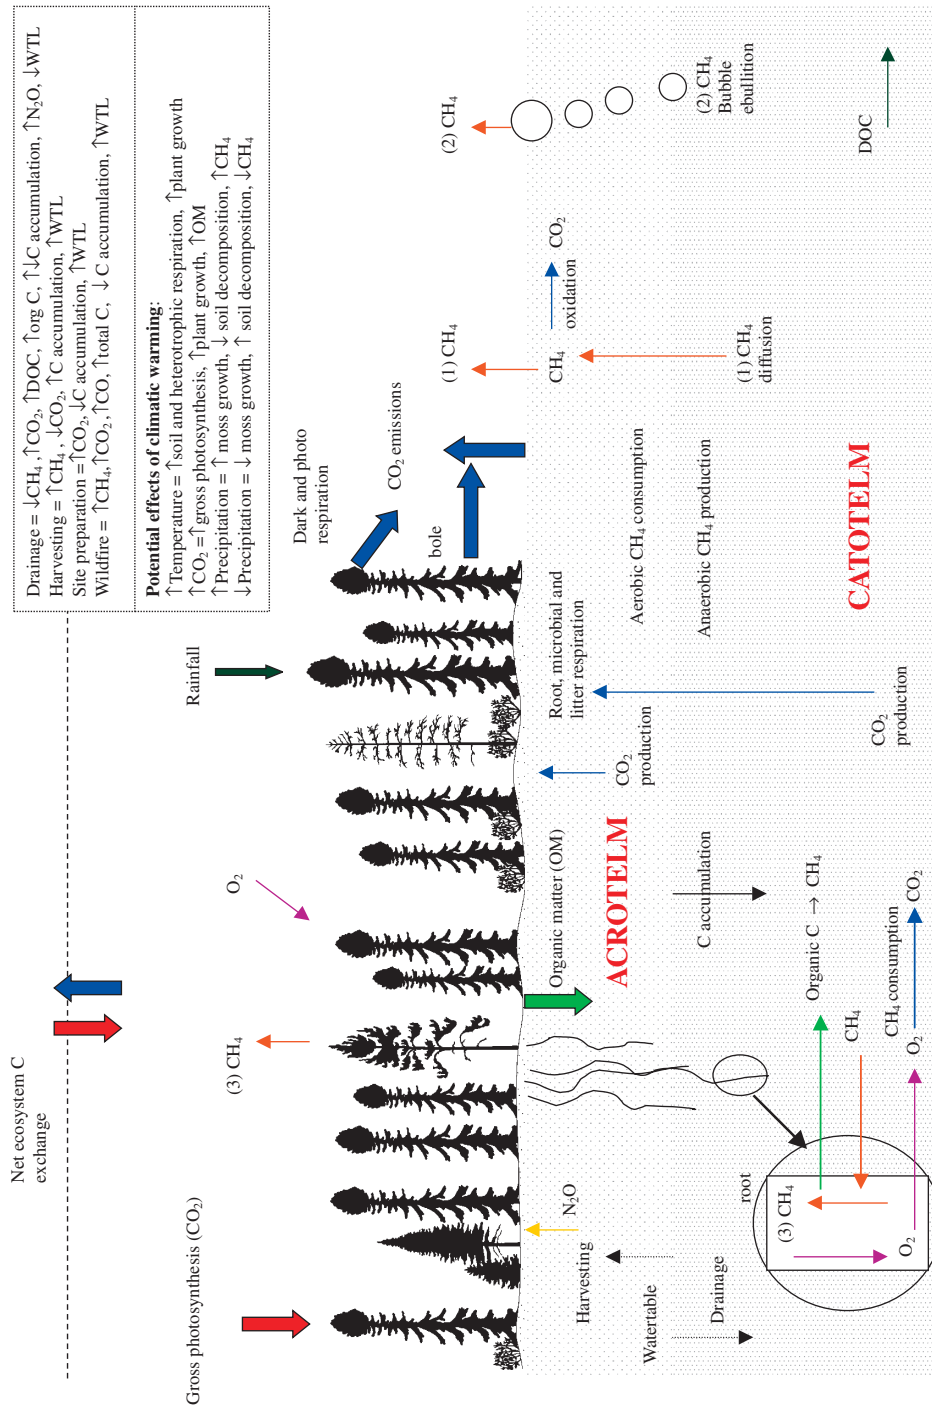 Net ecosystem C
exchange
Drainage = ↓CH₄, ↑CO₂, ↑DOC, ↑org C, ↑↓C accumulation, ↑N₂O, ↓WTL
Harvesting = ↑CH₄, ↓CO₂, ↑C accumulation, ↑WTL
Site preparation = ↑CO₂, ↓C accumulation, ↑WTL
Wildfire = ↑CH₄, ↑CO₂, ↑CO, ↑total C, ↓C accumulation, ↑WTL
Potential effects of climatic warming:
↑Temperature = ↑soil and heterotrophic respiration, ↑plant growth
↑CO₂ =↑gross photosynthesis, ↑plant growth, ↑OM
↑Precipitation = ↑ moss growth, ↓ soil decomposition, ↑CH₄
↓Precipitation = ↓ moss growth, ↑ soil decomposition, ↓CH₄
Gross photosynthesis (CO₂)
(3) CH₄
O₂
Rainfall
Dark and photo
respiration
CO₂ emissions
bole
(1) CH₄
(2) CH₄
N₂O
Harvesting
Watertable
Drainage
Organic matter (OM)
ACROTELM
CO₂
production
Root, microbial and
litter respiration
Aerobic CH₄ consumption
Anaerobic CH₄ production
CH₄
oxidation
CO₂
(1) CH₄
diffusion
(2) CH₄
Bubble
ebullition
C accumulation
CATOTELM
CO₂
production
DOC
root
(3) CH₄
O₂
Organic C → CH₄
CH₄
CH₄ consumption
O₂
CO₂